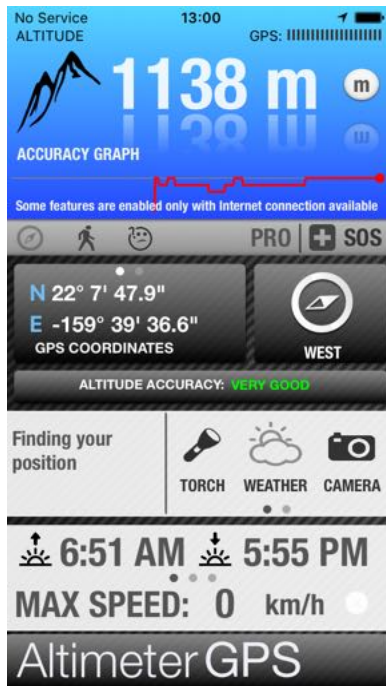 No Service 13:00
ALTITUDE GPS:
1138 m m
ACCURACY GRAPH
Some features are enabled only with Internet connection available
PRO SOS
N 22° 7' 47.9"
E -159° 39' 36.6"
GPS COORDINATES
WEST
ALTITUDE ACCURACY: VERY GOOD
Finding your
position
TORCH WEATHER CAMERA
6:51 AM 5:55 PM
MAX SPEED: 0 km/h
Altimeter GPS